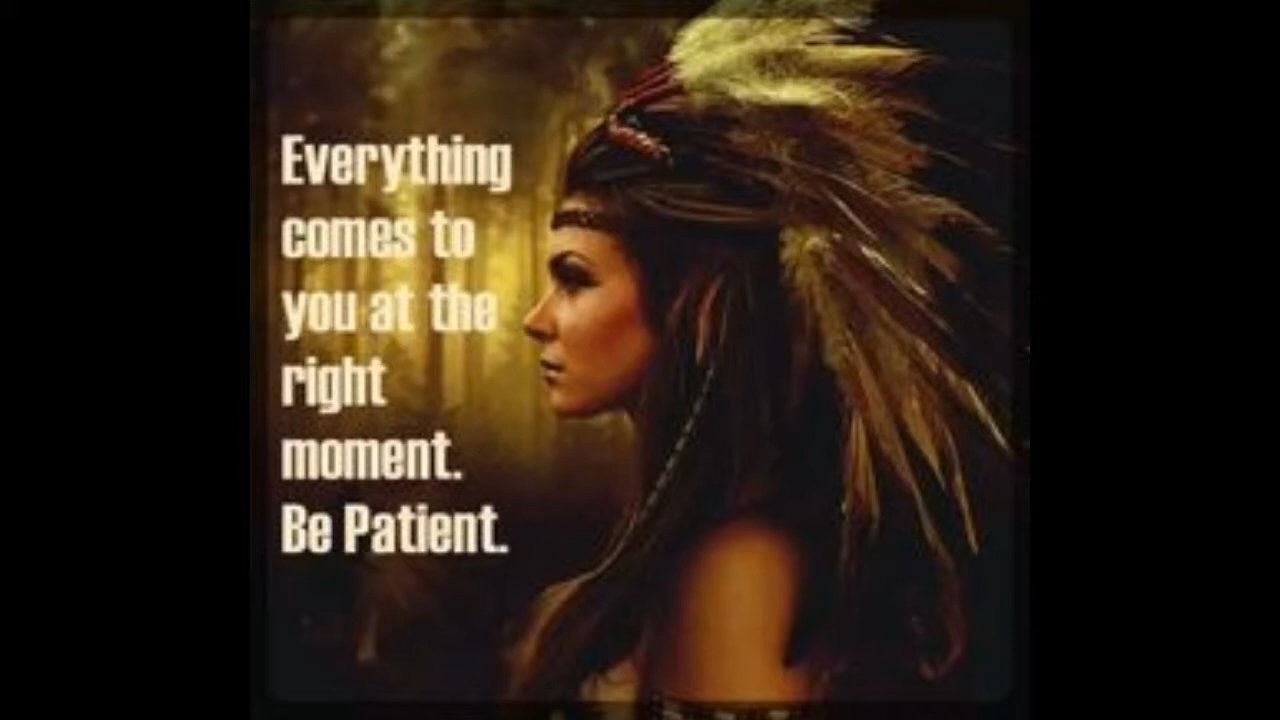 Everything
comes to
you at the
right
moment.
Be Patient.